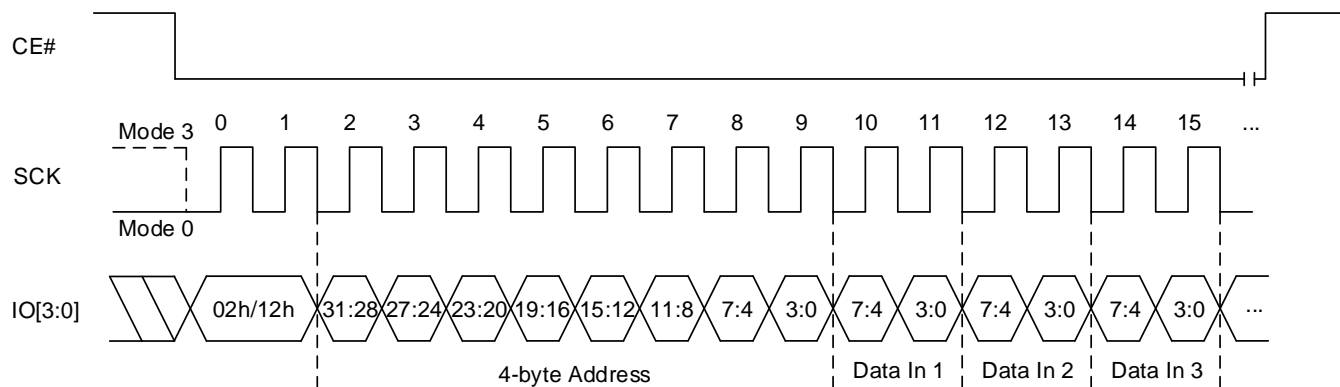 CE#
0 1 2 3 4 5 6 7 8 9 10 11 12 13 14 15 ...
Mode 3
SCK
Mode 0
IO[3:0] 02h/12h 31:28 27:24 23:20 19:16 15:12 11:8 7:4 3:0 7:4 3:0 7:4 3:0 7:4 3:0 ...
4-byte Address Data In 1 Data In 2 Data In 3